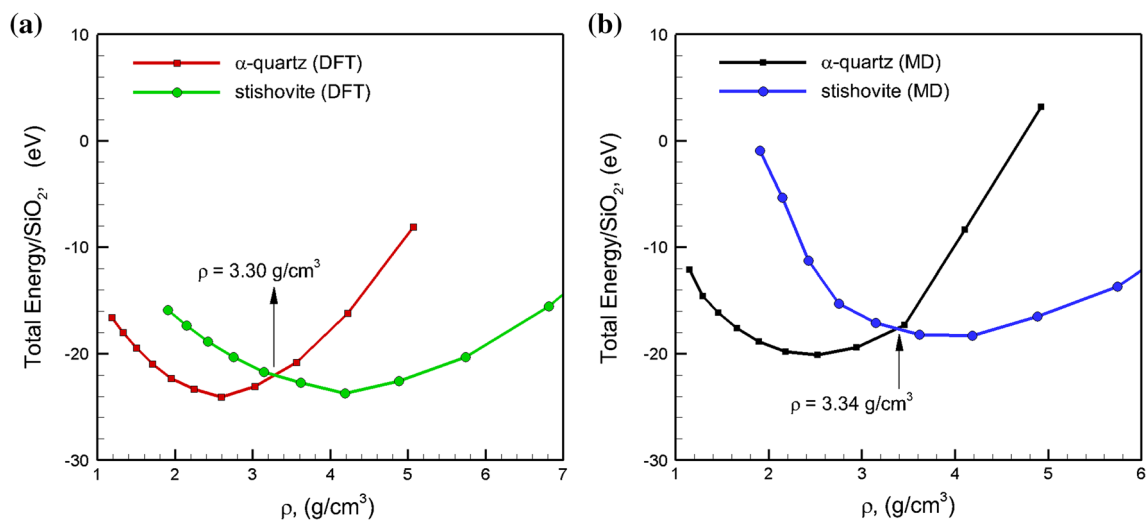 (a)
Total Energy/SiO₂, (eV)
10
0
-10
-20
-30
α-quartz (DFT)
stishovite (DFT)
ρ = 3.30 g/cm³
1 2 3 4 5 6 7
ρ, (g/cm³)
(b)
Total Energy/SiO₂, (eV)
10
0
-10
-20
-30
α-quartz (MD)
stishovite (MD)
ρ = 3.34 g/cm³
1 2 3 4 5 6
ρ, (g/cm³)